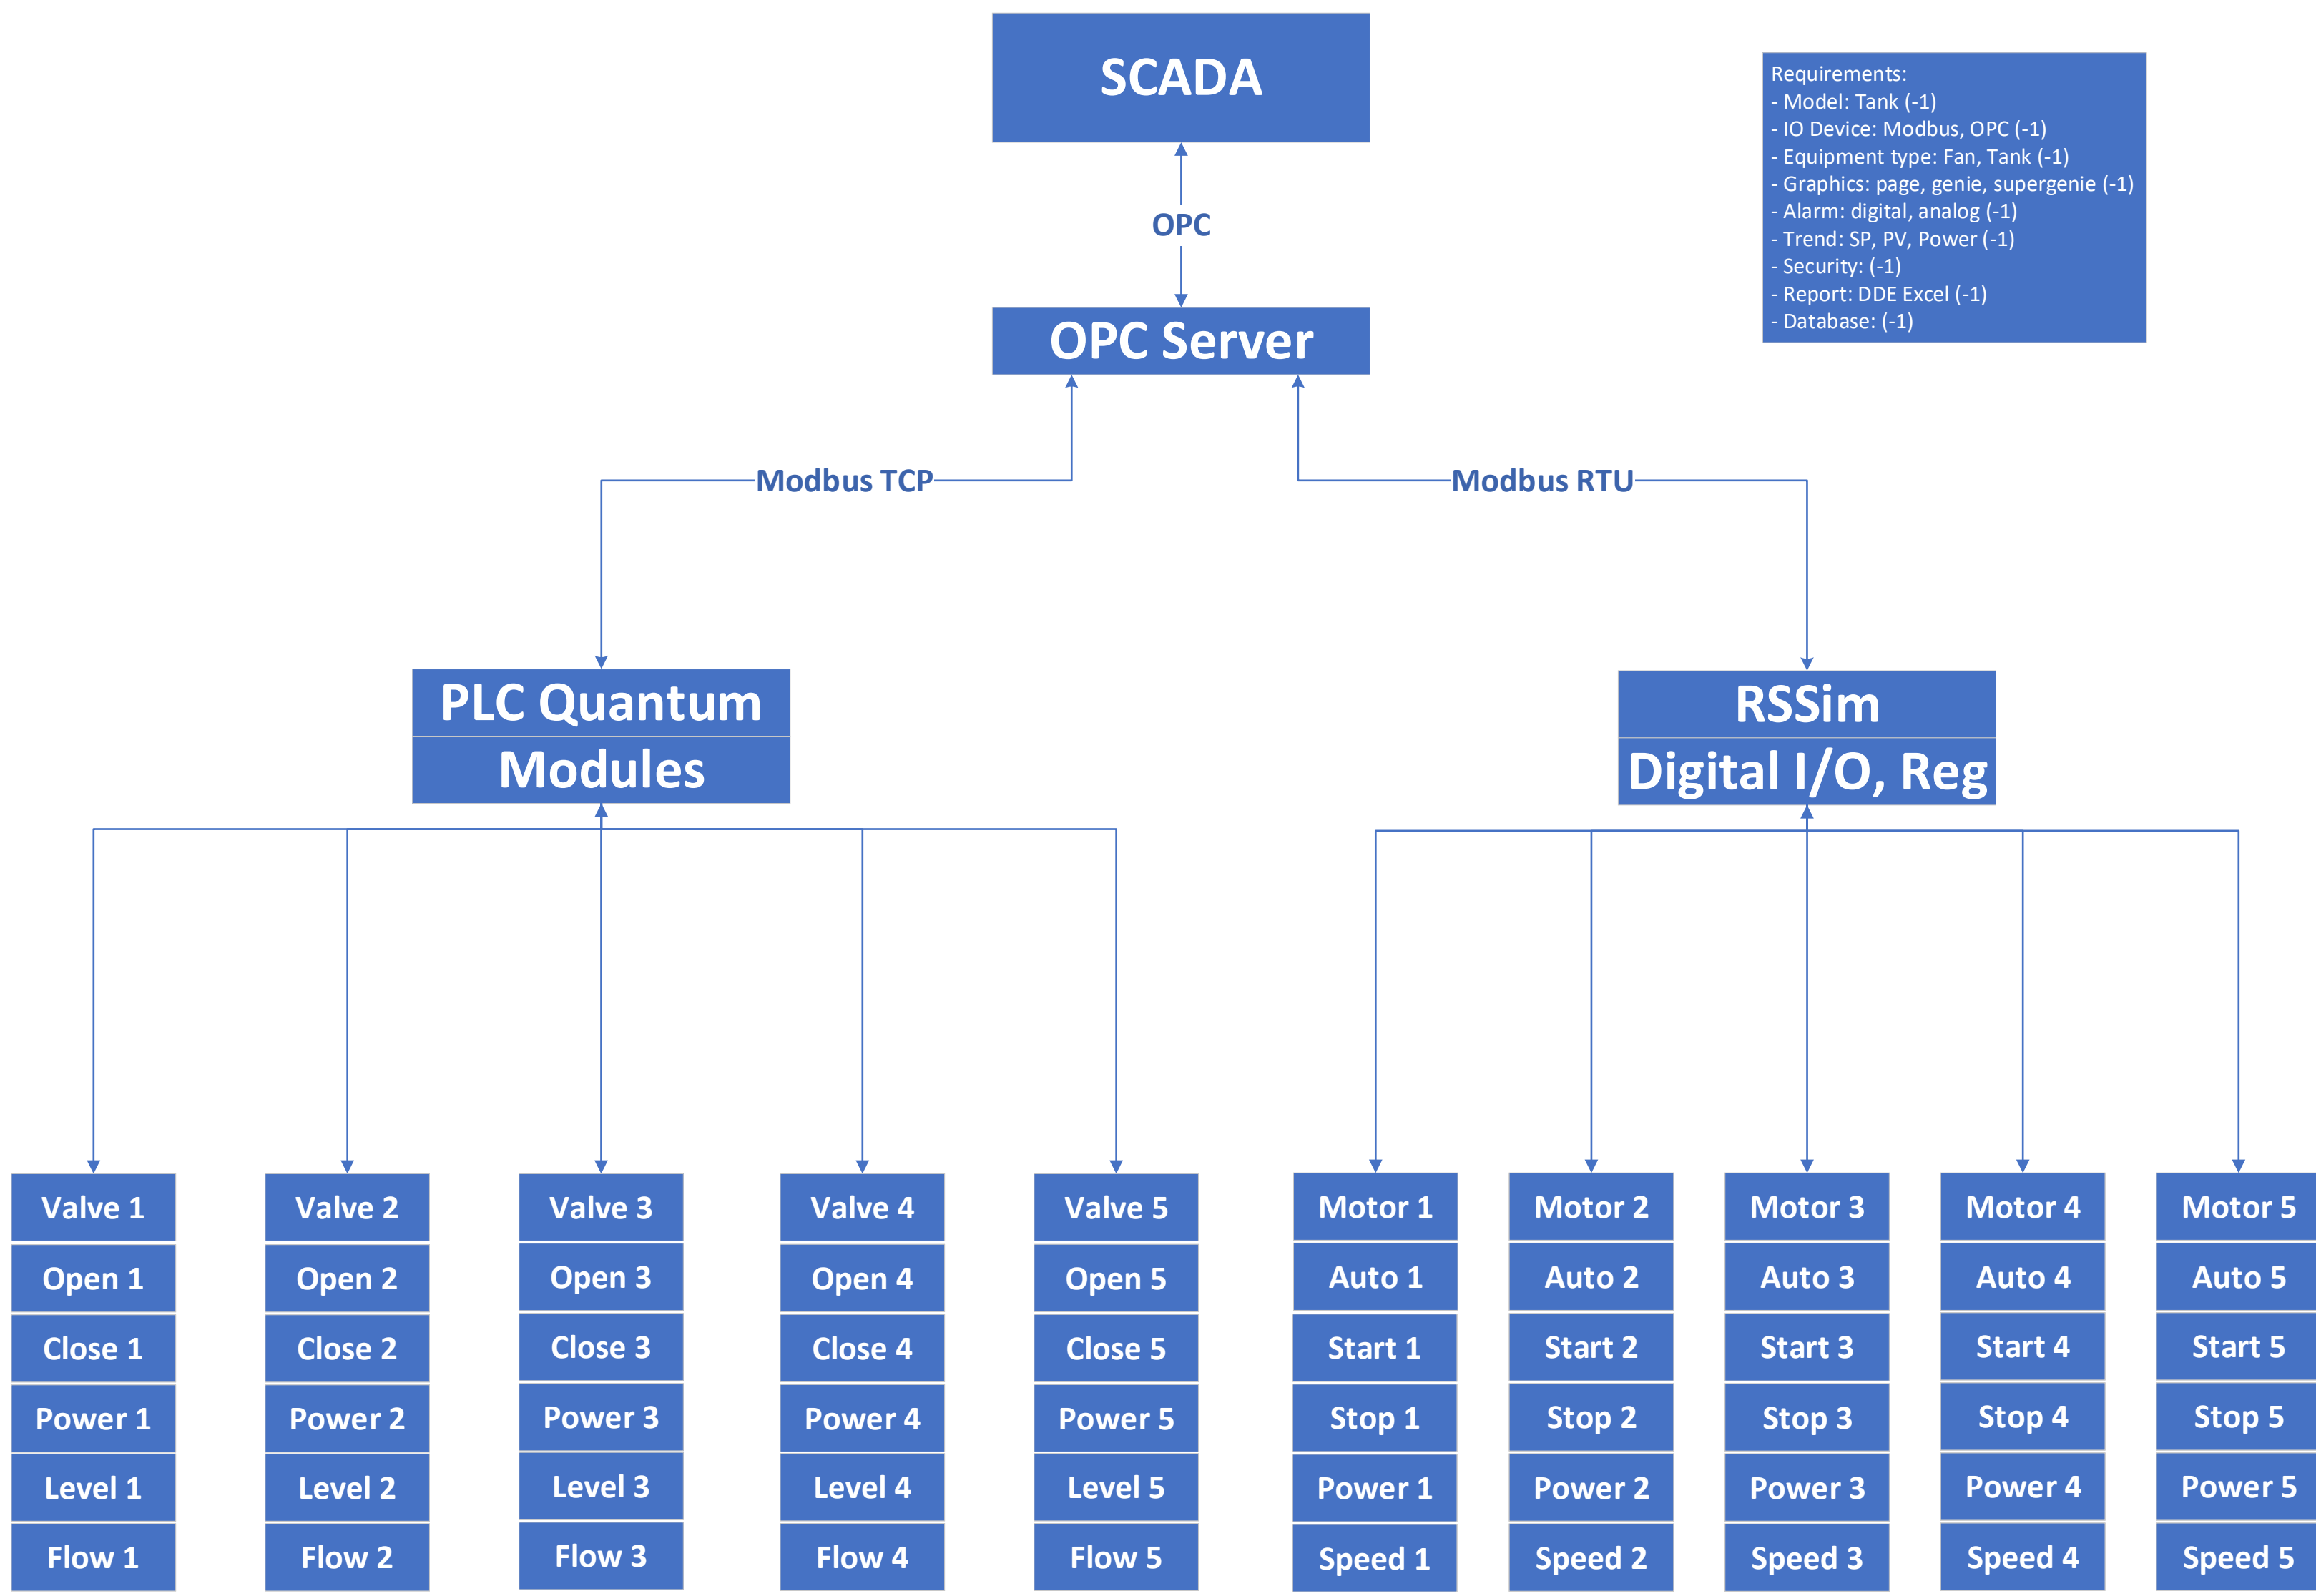 SCADA
Requirements:
- Model: Tank (-1)
- IO Device: Modbus, OPC (-1)
- Equipment type: Fan, Tank (-1)
- Graphics: page, genie, supergenie (-1)
- Alarm: digital, analog (-1)
- Trend: SP, PV, Power (-1)
- Security: (-1)
- Report: DDE Excel (-1)
- Database: (-1)
OPC
OPC Server
Modbus TCP
Modbus RTU
PLC Quantum
Modules
RSSim
Digital I/O, Reg
Valve 1
Open 1
Close 1
Power 1
Level 1
Flow 1
Valve 2
Open 2
Close 2
Power 2
Level 2
Flow 2
Valve 3
Open 3
Close 3
Power 3
Level 3
Flow 3
Valve 4
Open 4
Close 4
Power 4
Level 4
Flow 4
Valve 5
Open 5
Close 5
Power 5
Level 5
Flow 5
Motor 1
Auto 1
Start 1
Stop 1
Power 1
Speed 1
Motor 2
Auto 2
Start 2
Stop 2
Power 2
Speed 2
Motor 3
Auto 3
Start 3
Stop 3
Power 3
Speed 3
Motor 4
Auto 4
Start 4
Stop 4
Power 4
Speed 4
Motor 5
Auto 5
Start 5
Stop 5
Power 5
Speed 5